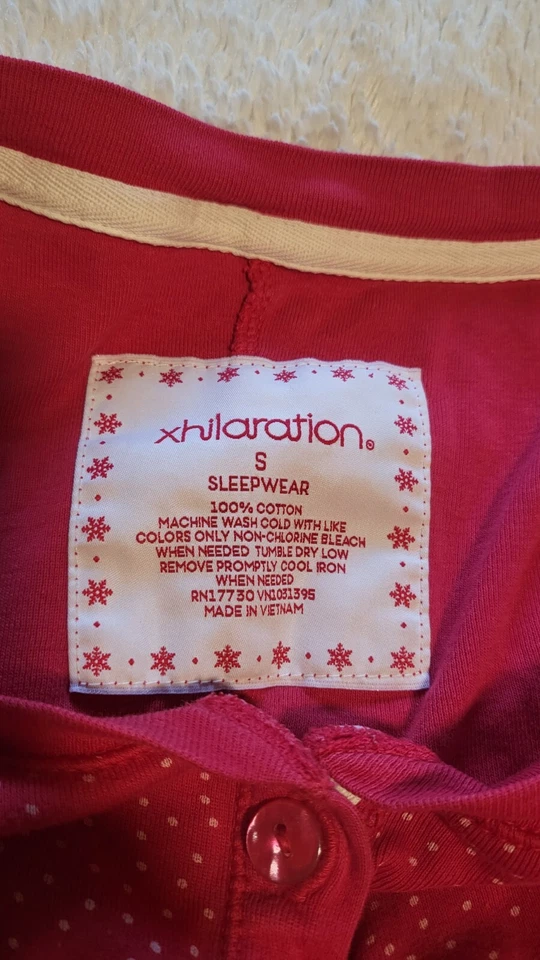 xhilaration®
S
SLEEPWEAR
100% COTTON
MACHINE WASH COLD WITH LIKE
COLORS ONLY NON-CHLORINE BLEACH
WHEN NEEDED TUMBLE DRY LOW
REMOVE PROMPTLY COOL IRON
WHEN NEEDED
RN17730 VN1031395
MADE IN VIETNAM